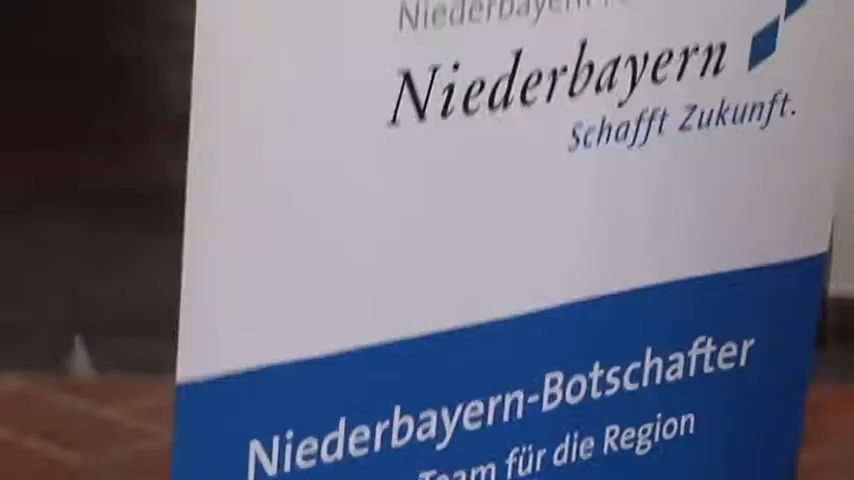 Niederbayern
Niederbayern
Schafft Zukunft.
Niederbayern-Botschafter
Team für die Region